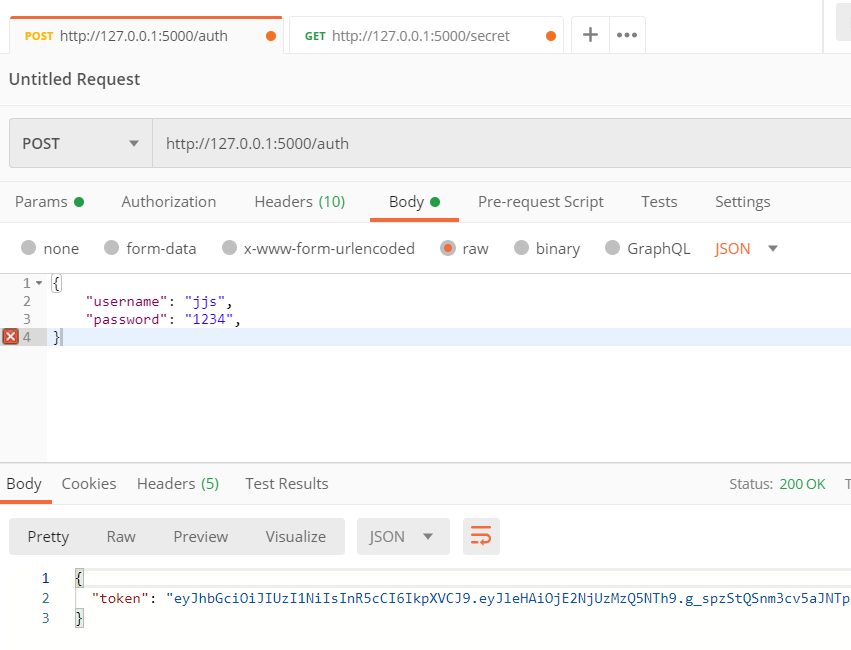 POST http://127.0.0.1:5000/auth GET http://127.0.0.1:5000/secret + •••
Untitled Request
POST http://127.0.0.1:5000/auth
Params Authorization Headers (10) Body Pre-request Script Tests Settings
none form-data x-www-form-urlencoded raw binary GraphQL JSON
1 {
2 "username": "jjs",
3 "password": "1234",
4 }
Body Cookies Headers (5) Test Results Status: 200 OK T
Pretty Raw Preview Visualize JSON
1 {
2 "token": "eyJhbGciOiJIUzI1NiIsInR5cCI6IkpXVCJ9.eyJleHAiOjE2NjUzMzQ5NTh9.g_spzStQSnm3cv5aJNTp
3 }